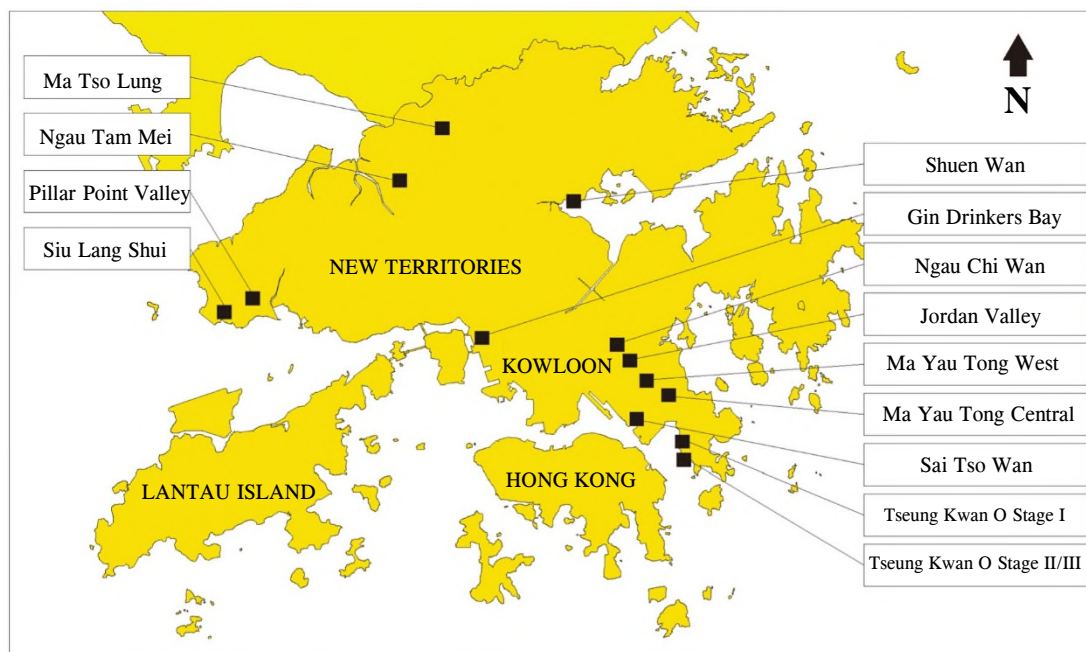 Ma Tso Lung
Ngau Tam Mei
Pillar Point Valley
Siu Lang Shui
N
Shuen Wan
Gin Drinkers Bay
Ngau Chi Wan
Jordan Valley
Ma Yau Tong West
Ma Yau Tong Central
Sai Tso Wan
Tseung Kwan O Stage I
Tseung Kwan O Stage II/III
NEW TERRITORIES
KOWLOON
HONG KONG
LANTAU ISLAND